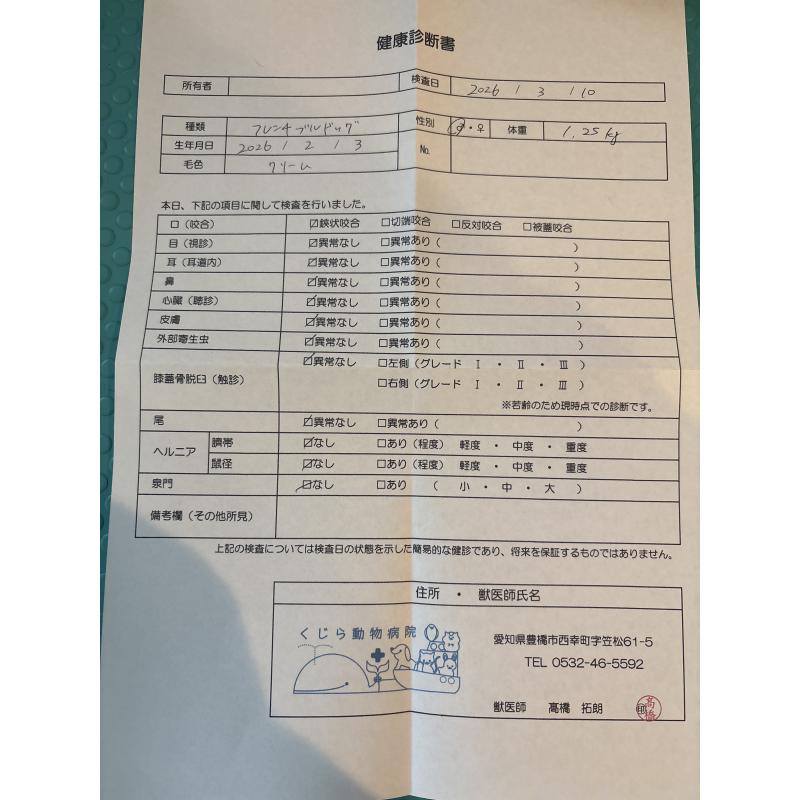 健康診断書
所有者 検査日 2026 / 3 / 10
種類 フレンチブルドッグ 性別 ♂・♀ 体重 1.25kg
生年月日 2026 / 2 / 3 No.
毛色 クリーム
本日、下記の項目に関して検査を行いました。
口（咬合） ☑鋏状咬合 □切端咬合 □反対咬合 □被蓋咬合
目（視診） ☑異常なし □異常あり（ ）
耳（耳道内） ☑異常なし □異常あり（ ）
鼻 ☑異常なし □異常あり（ ）
心臓（聴診） ☑異常なし □異常あり（ ）
皮膚 ☑異常なし □異常あり（ ）
外部寄生虫 ☑異常なし □異常あり（ ）
膝蓋骨脱臼（触診） ☑異常なし □左側（グレード Ⅰ ・ Ⅱ ・ Ⅲ ）
□右側（グレード Ⅰ ・ Ⅱ ・ Ⅲ ）
※若齢のため現時点での診断です。
尾 ☑異常なし □異常あり（ ）
ヘルニア 臍帯 ☑なし □あり（程度） 軽度 ・ 中度 ・ 重度
鼠径 ☑なし □あり（程度） 軽度 ・ 中度 ・ 重度
泉門 ☑なし □あり （ 小 ・ 中 ・ 大 ）
備考欄（その他所見）
上記の検査については検査日の状態を示した簡易的な健診であり、将来を保証するものではありません。
住所 ・ 獣医師氏名
くじら動物病院
愛知県豊橋市西幸町字笠松61-5
TEL 0532-46-5592
獣医師 髙橋 拓朗 ㊞ 高橋